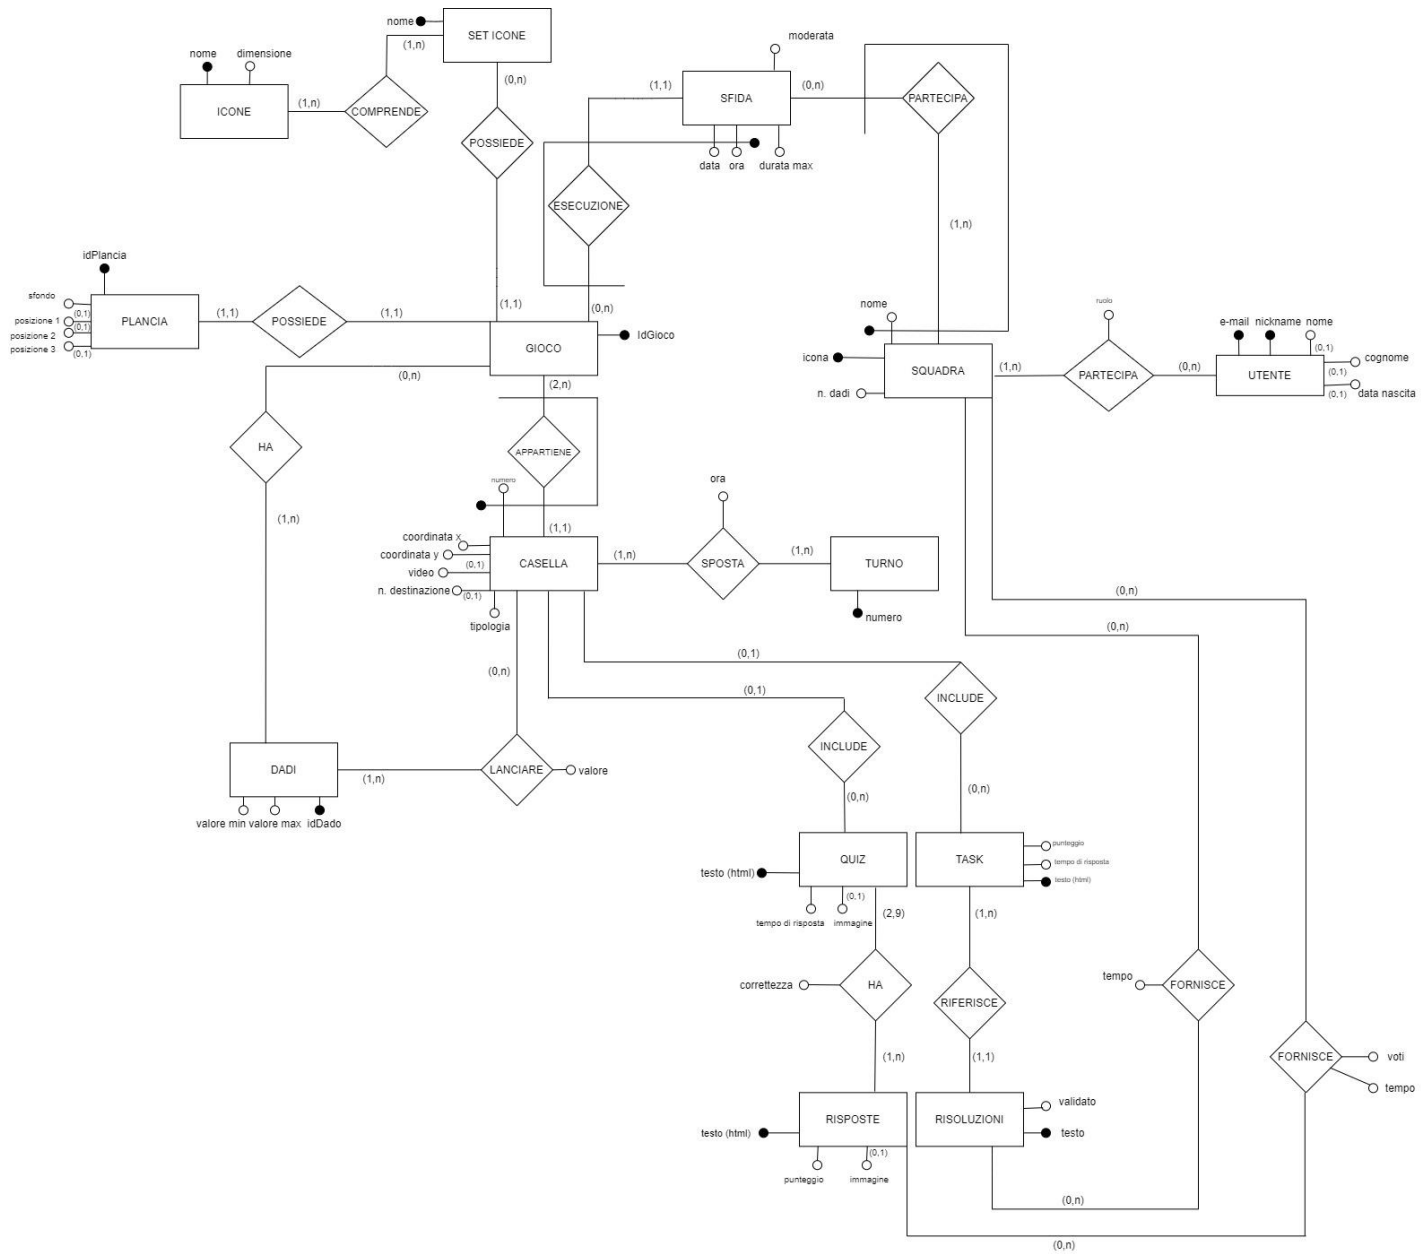 nome
SET ICONE
moderata
nome
dimensione
(1,n)
(0,n)
ICONE
(1,n)
COMPRENDE
(1,1)
SFIDA
(0,n)
PARTECIPA
POSSIEDE
data
ora
durata max
ESECUZIONE
(1,n)
idPlancia
sfondo
(0,1)
posizione 1
(0,1)
posizione 2
posizione 3
(0,1)
PLANCIA
(1,1)
POSSIEDE
(1,1)
(1,1)
(0,n)
GIOCO
IdGioco
nome
icona
SQUADRA
n. dadi
(1,n)
ruolo
PARTECIPA
(0,n)
e-mail
nickname
nome
(0,1)
cognome
UTENTE
(0,1)
data nascita
(0,1)
(0,n)
(2,n)
HA
APPARTIENE
numero
ora
(1,n)
coordinata x
(1,1)
coordinata y
(0,1)
video
n. destinazione
(0,1)
tipologia
CASELLA
(1,n)
SPOSTA
(1,n)
TURNO
numero
(0,n)
(0,n)
(0,1)
(0,n)
(0,1)
INCLUDE
INCLUDE
DADI
(1,n)
LANCIARE
valore
(0,n)
(0,n)
valore min
valore max
idDado
testo (html)
QUIZ
TASK
punteggio
tempo di risposta
testo (html)
(0,1)
tempo di risposta
immagine
(2,9)
(1,n)
correttezza
HA
RIFERISCE
tempo
FORNISCE
(1,n)
(1,1)
FORNISCE
voti
tempo
testo (html)
RISPOSTE
RISOLUZIONI
validato
testo
(0,1)
punteggio
immagine
(0,n)
(0,n)